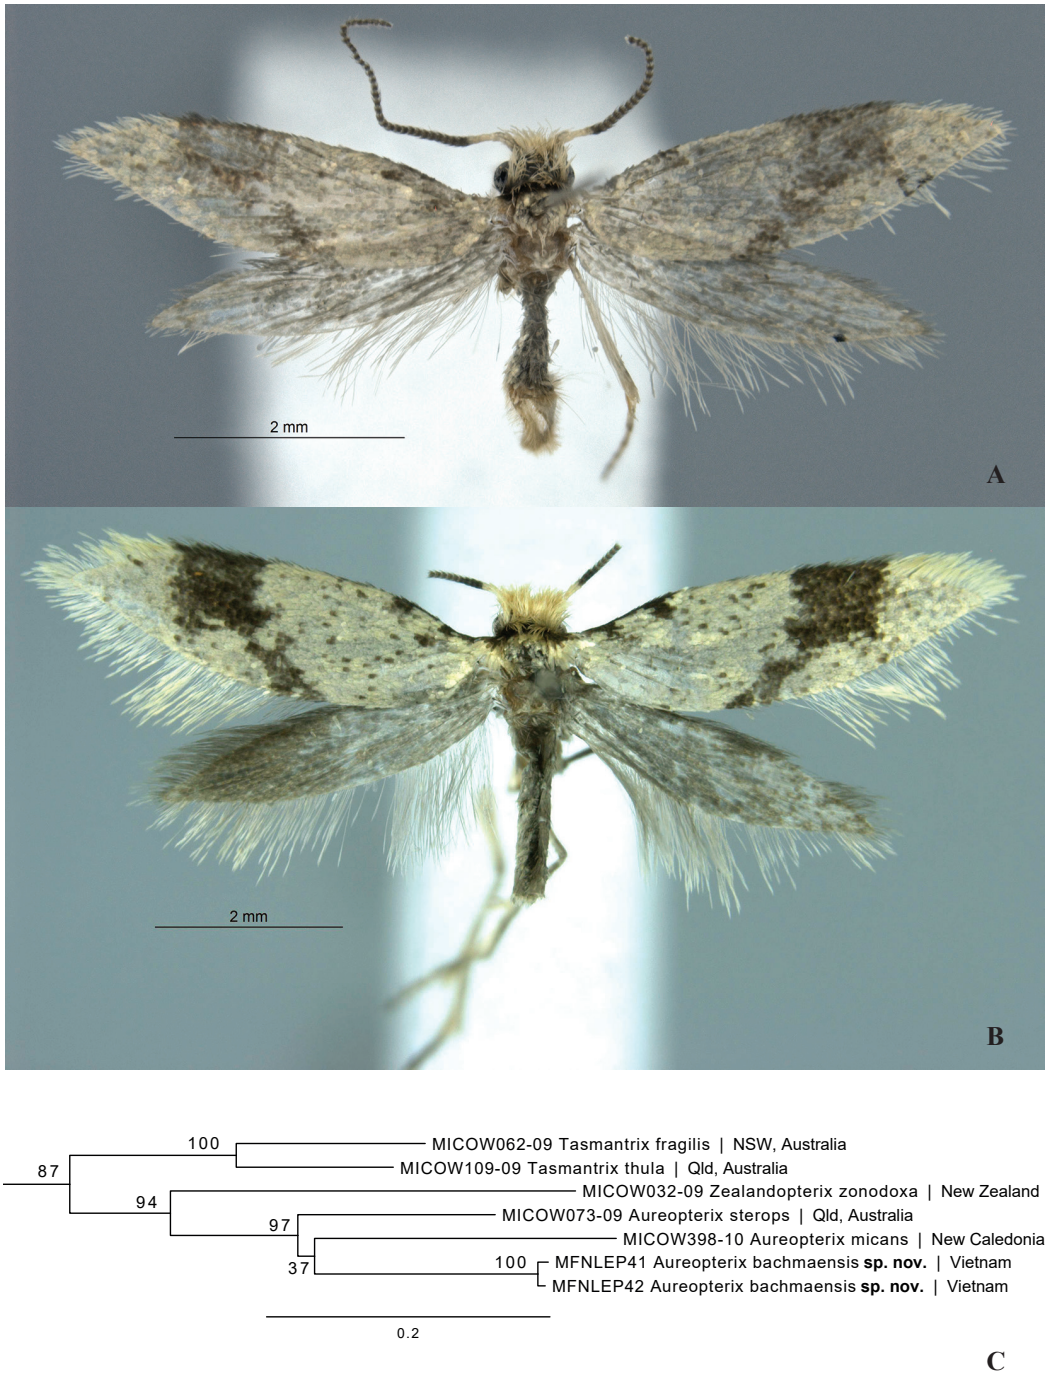 2 mm
A
2 mm
B
100
MICOW062-09 Tasmantrix fragilis | NSW, Australia
87
MICOW109-09 Tasmantrix thula | Qld, Australia
94
MICOW032-09 Zealandopterix zonodoxa | New Zealand
97
MICOW073-09 Aureopterix sterops | Qld, Australia
MICOW398-10 Aureopterix micans | New Caledonia
37
100
MFNLEP41 Aureopterix bachmaensis sp. nov. | Vietnam
MFNLEP42 Aureopterix bachmaensis sp. nov. | Vietnam
0.2
C